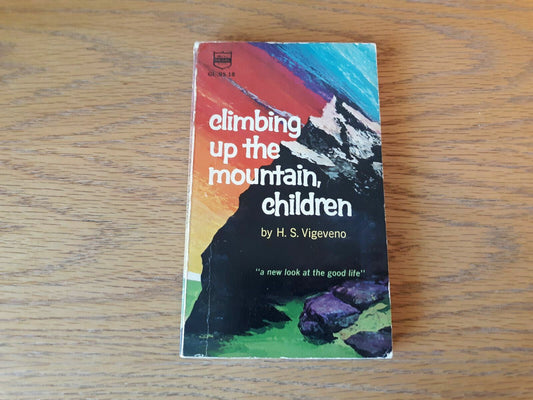 climbing
up the
mountain,
children
by H. S. Vigeveno
"a new look at the good life"